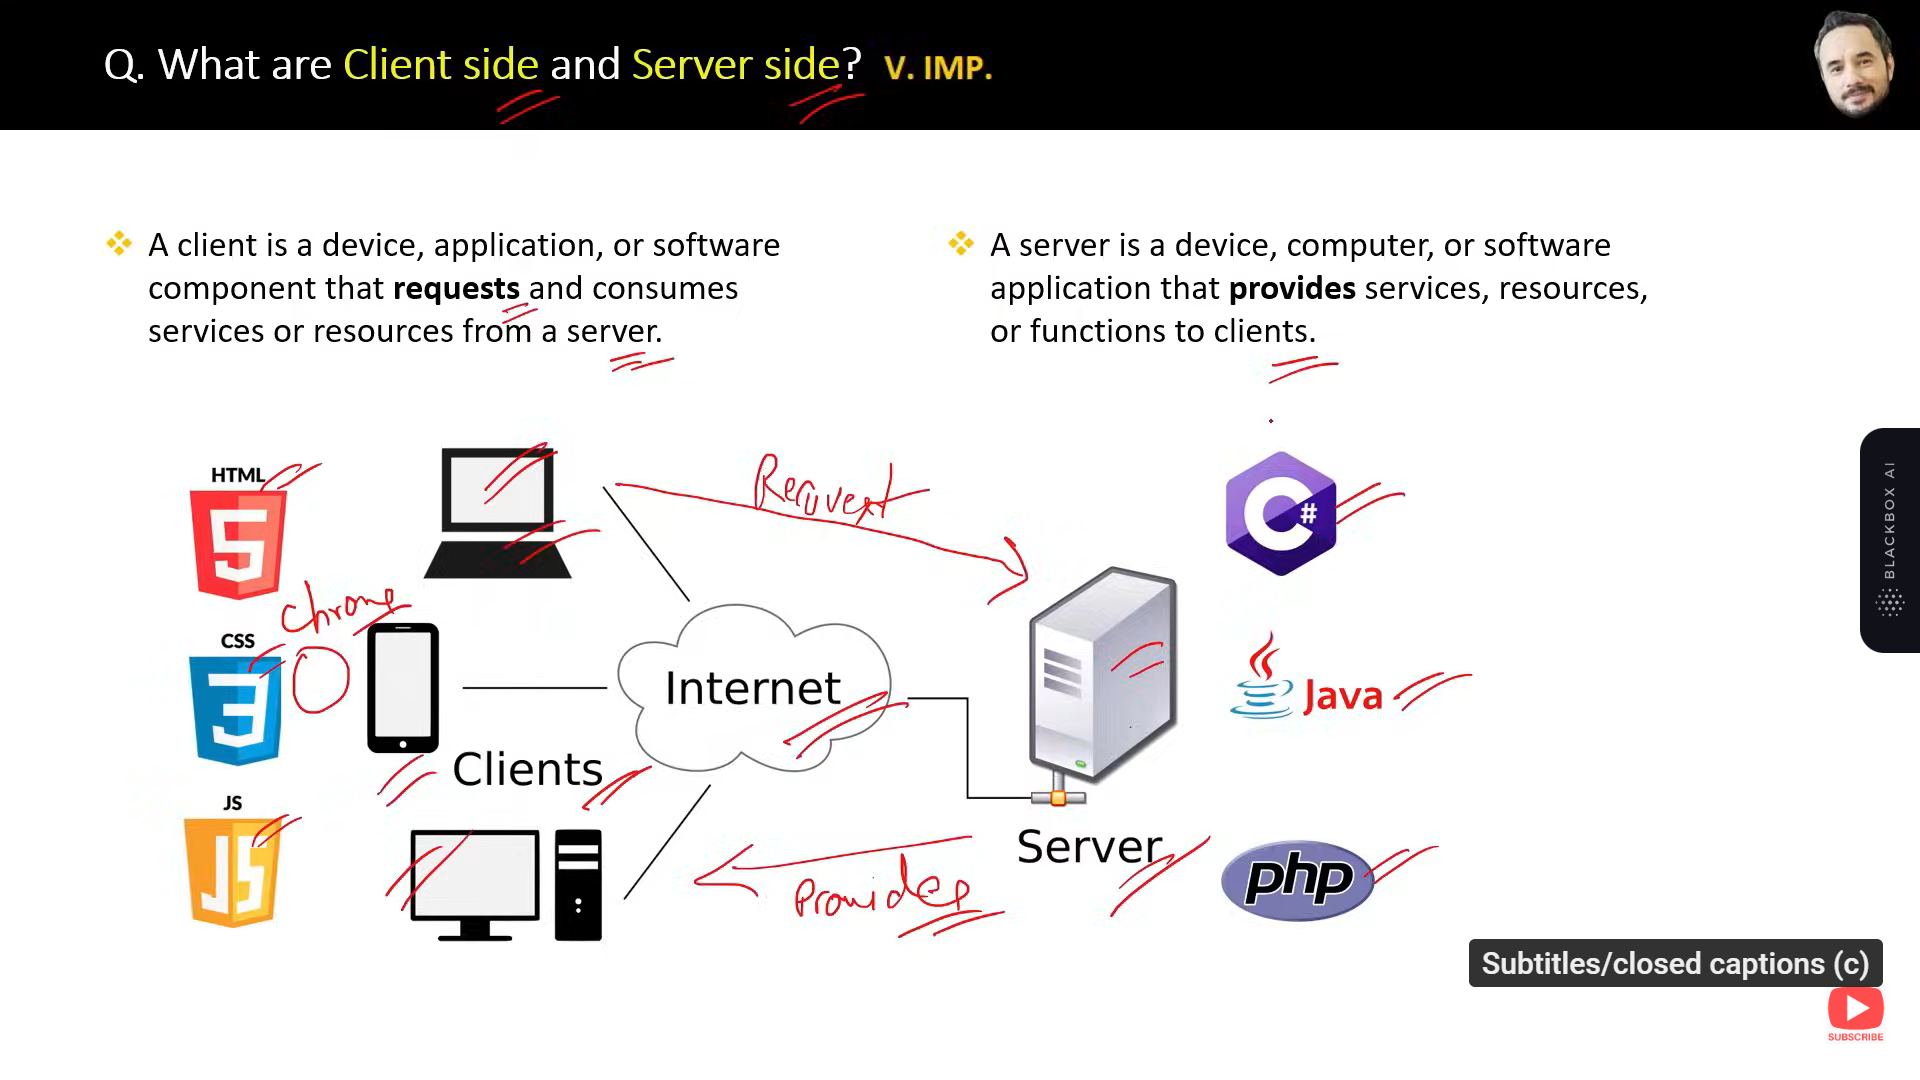 Q. What are Client side and Server side? V. IMP.
A client is a device, application, or software
component that requests and consumes
services or resources from a server.
A server is a device, computer, or software
application that provides services, resources,
or functions to clients.
HTML
5
Request
C#
BLACKBOX AI
Chrome
CSS
3
Internet
Java
Clients
JS
JS
Server
Provides
php
Subtitles/closed captions (c)
SUBSCRIBE